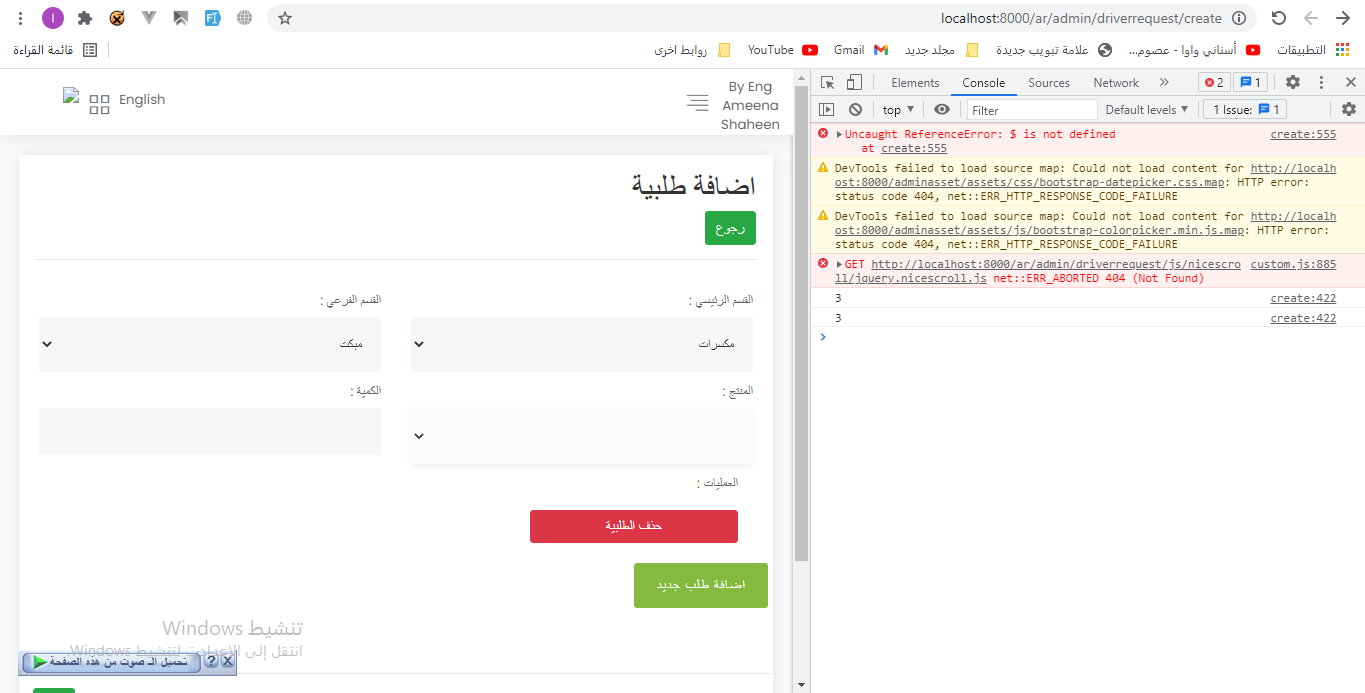 I
localhost:8000/ar/admin/driverrequest/create
التطبيقات
أسناني واوا - عصوم...
علامة تبويب جديدة
مجلد جديد
Gmail
YouTube
روابط اخرى
قائمة القراءة
English
By Eng
Ameena
Shaheen
اضافة طلبية
رجوع
القسم الرئيسي :
القسم الفرعي :
مكسرات
مبكت
المنتج :
الكمية :
العمليات :
حذف الطلبية
اضافة طلب جديد
تنشيط Windows
انتقل إلى الإعدادت لتنشيط Windows.
تحميل الـ صوت من هذه الصفحة
? X
Elements Console Sources Network » 2 1
top Filter Default levels 1 Issue: 1
Uncaught ReferenceError: $ is not defined create:555
at create:555
DevTools failed to load source map: Could not load content for http://localh
ost:8000/adminasset/assets/css/bootstrap-datepicker.css.map: HTTP error:
status code 404, net::ERR_HTTP_RESPONSE_CODE_FAILURE
DevTools failed to load source map: Could not load content for http://localh
ost:8000/adminasset/assets/js/bootstrap-colorpicker.min.js.map: HTTP error:
status code 404, net::ERR_HTTP_RESPONSE_CODE_FAILURE
GET http://localhost:8000/ar/admin/driverrequest/js/nicescro custom.js:885
ll/jquery.nicescroll.js net::ERR_ABORTED 404 (Not Found)
3 create:422
3 create:422